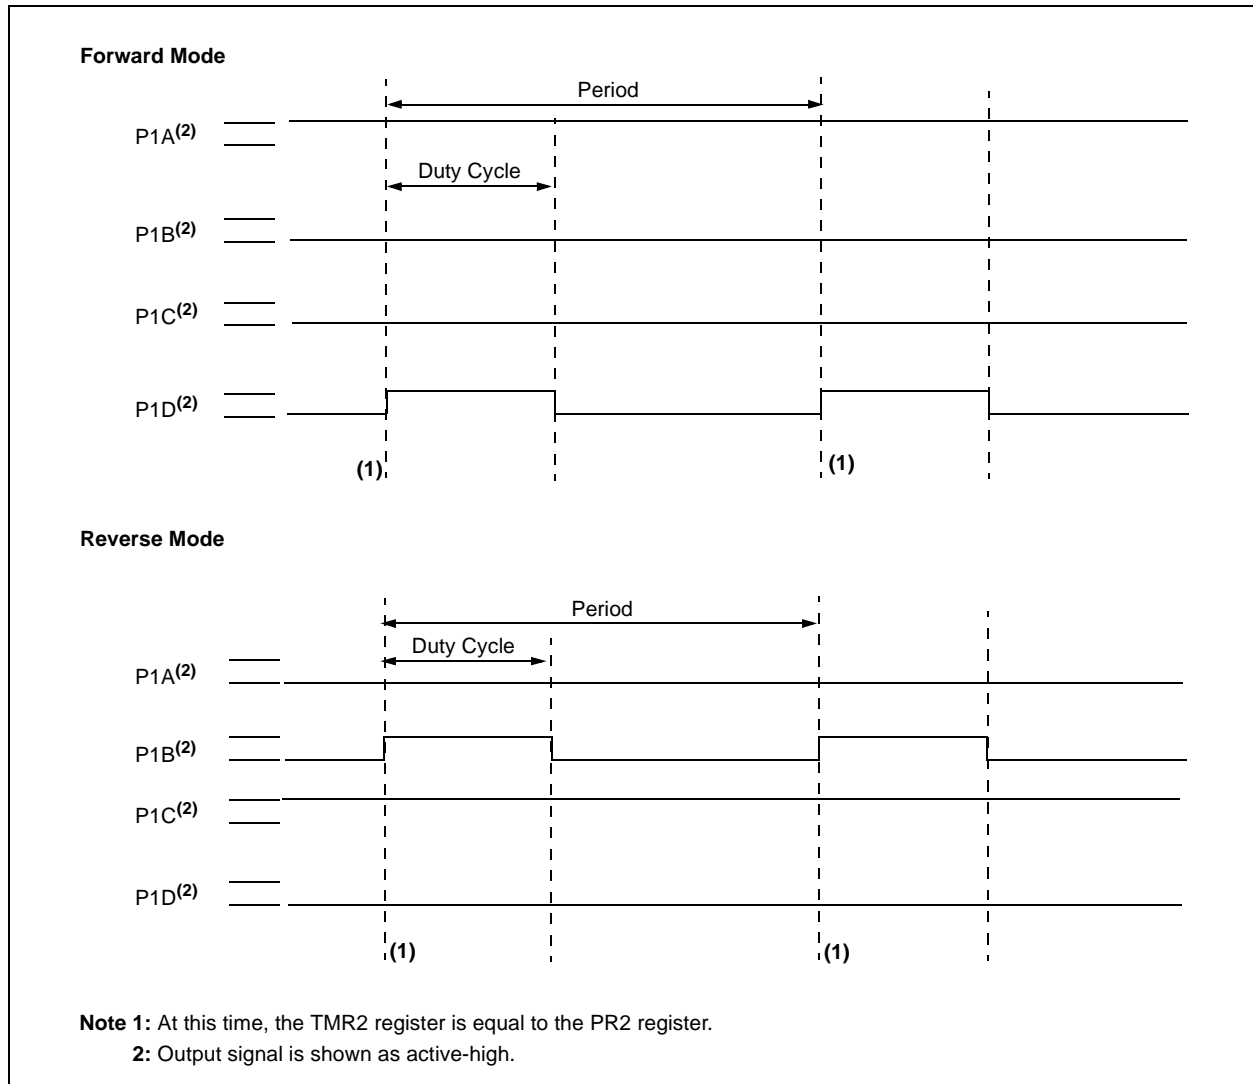 Forward Mode
Period
P1A(2)
Duty Cycle
P1B(2)
P1C(2)
P1D(2)
(1) (1)
Reverse Mode
Period
Duty Cycle
P1A(2)
P1B(2)
P1C(2)
P1D(2)
(1) (1)
Note 1: At this time, the TMR2 register is equal to the PR2 register.
2: Output signal is shown as active-high.